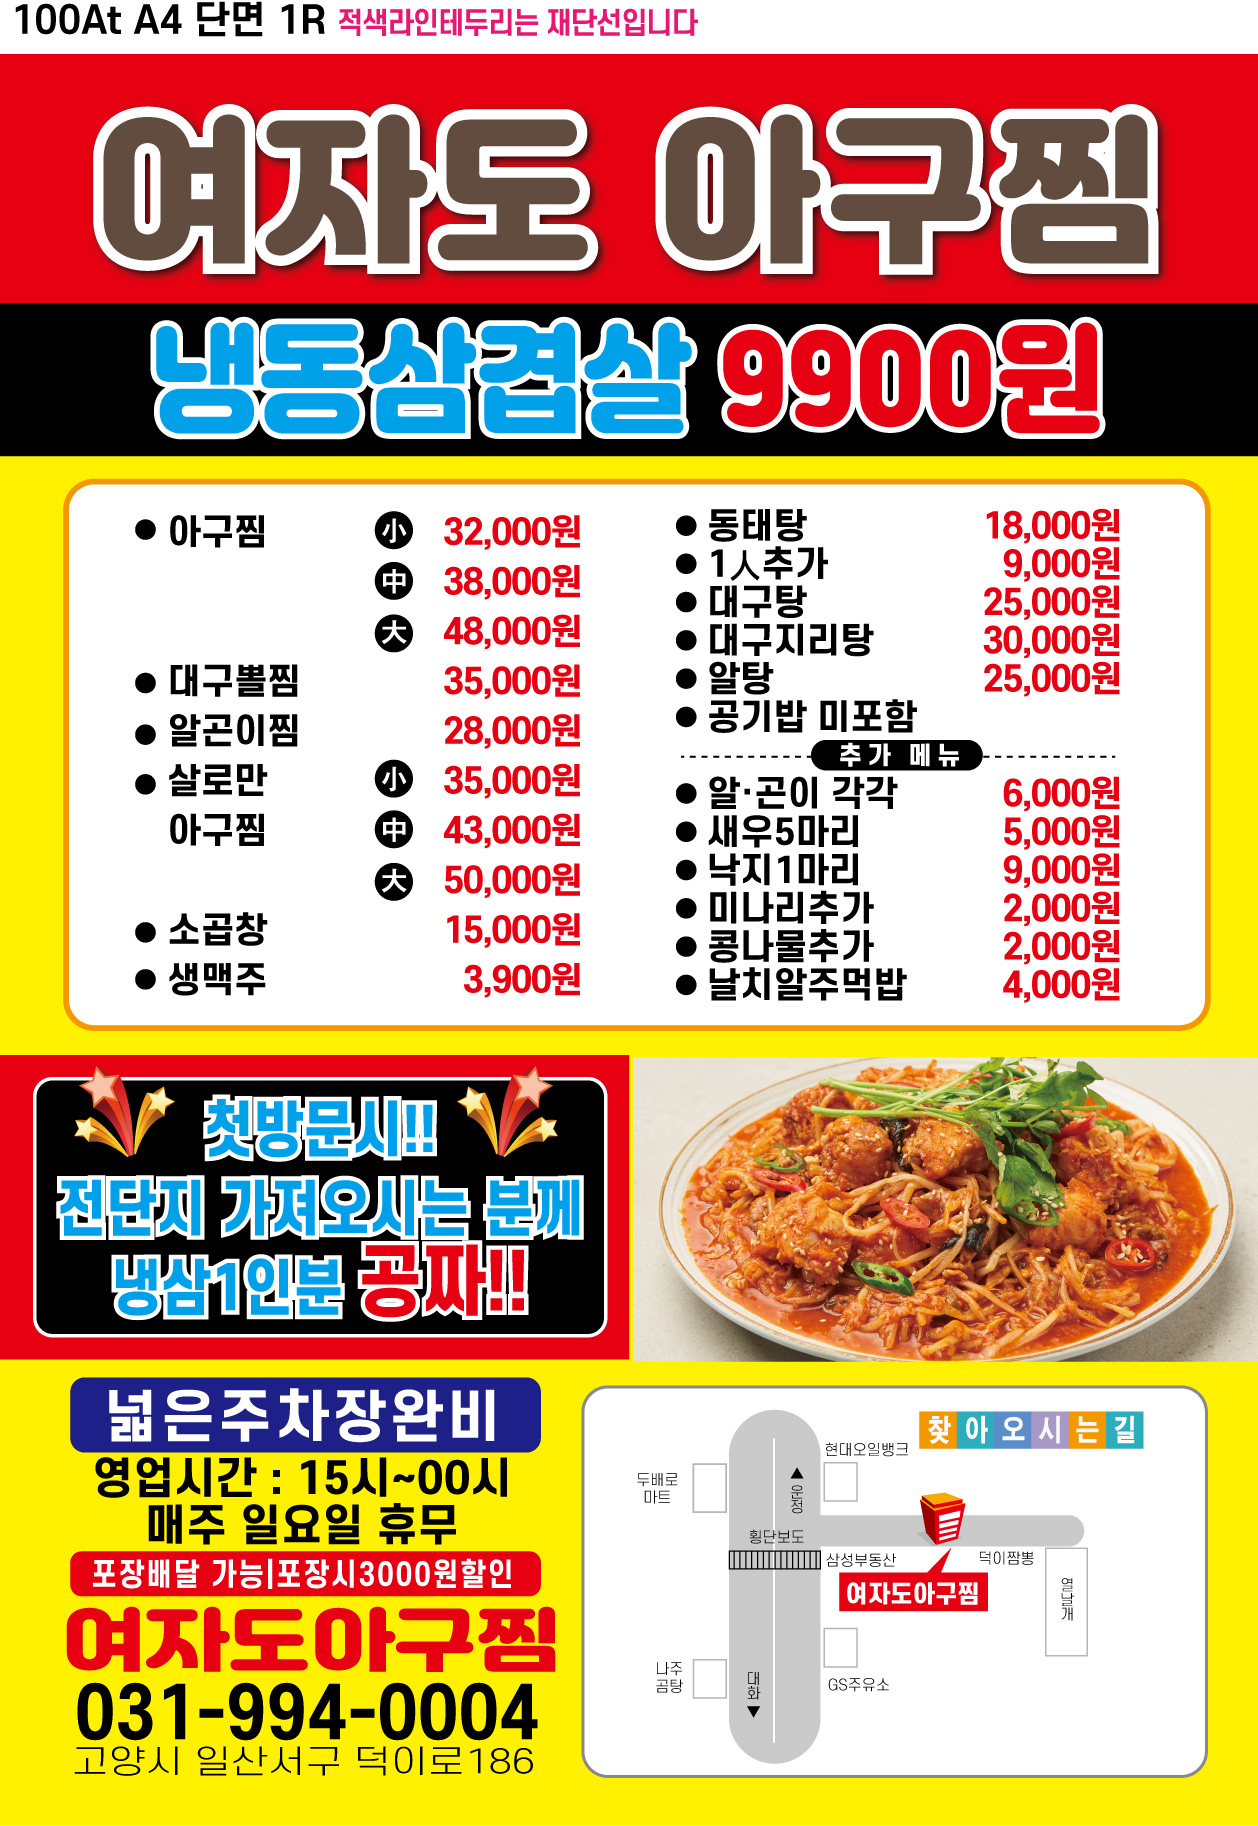 100At A4 단면 1R 적색라인테두리는 재단선입니다
여자도 아구찜
냉동삼겹살 9900원
● 아구찜 小 32,000원
中 38,000원
大 48,000원
● 대구뽈찜 35,000원
● 알곤이찜 28,000원
● 살로만 小 35,000원
아구찜 中 43,000원
大 50,000원
● 소곱창 15,000원
● 생맥주 3,900원
● 동태탕 18,000원
● 1人추가 9,000원
● 대구탕 25,000원
● 대구지리탕 30,000원
● 알탕 25,000원
● 공기밥 미포함
추가 메뉴
● 알·곤이 각각 6,000원
● 새우5마리 5,000원
● 낙지1마리 9,000원
● 미나리추가 2,000원
● 콩나물추가 2,000원
● 날치알주먹밥 4,000원
첫방문시!!
전단지 가져오시는 분께
냉삼1인분 공짜!!
넓은주차장완비
영업시간 : 15시~00시
매주 일요일 휴무
포장배달 가능|포장시3000원할인
여자도아구찜
031-994-0004
고양시 일산서구 덕이로186
찾아오시는길
현대오일뱅크
두배로
마트
▲
운정
횡단보도
삼성부동산
덕이짬뽕
여자도아구찜
열날개
나주
곰탕
대화
▼
GS주유소